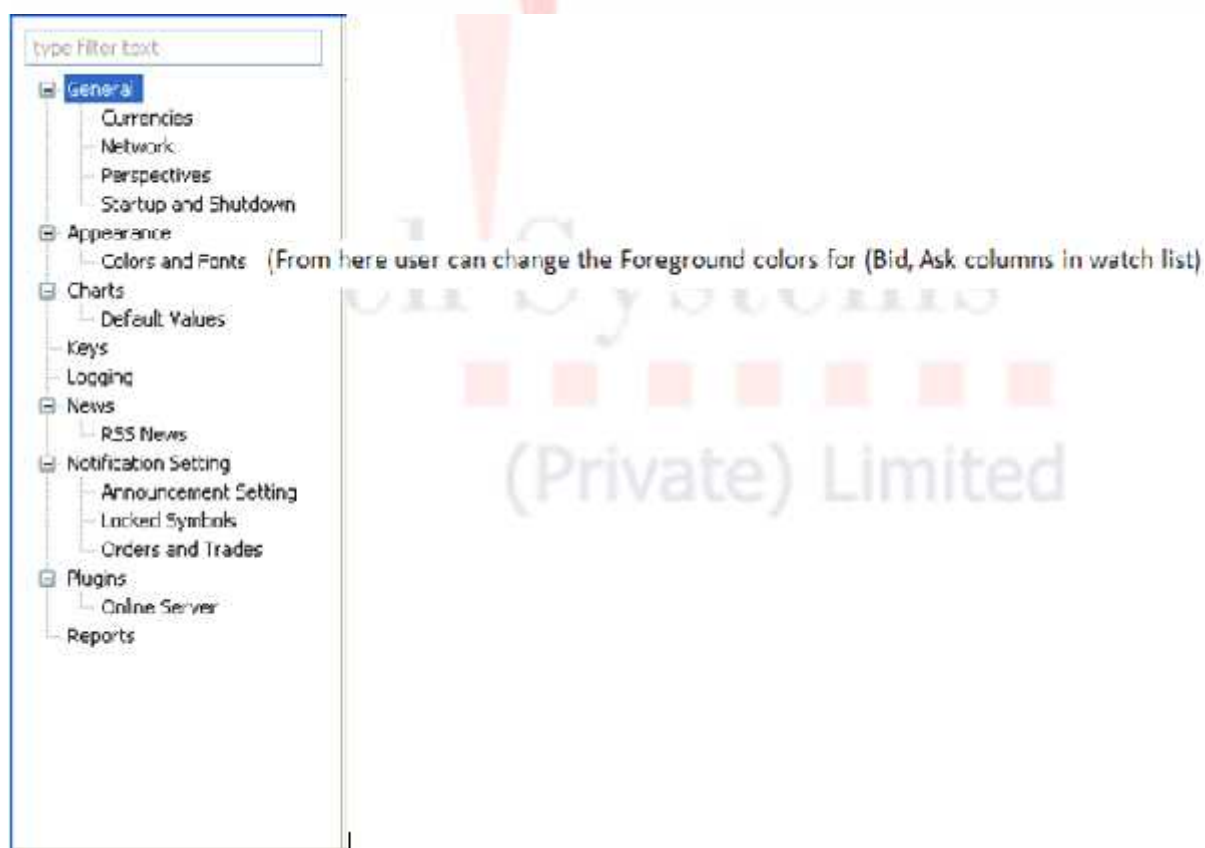 type filter text
General
Currencies
Network
Perspectives
Startup and Shutdown
Appearance
Colors and Fonts (From here user can change the Foreground colors for (Bid, Ask columns in watch list)
Charts
Default Values
Keys
Logging
News
RSS News
Notification Setting
Announcement Setting
Locked Symbols
Orders and Trades
Plugins
Online Server
Reports
Systems
(Private) Limited